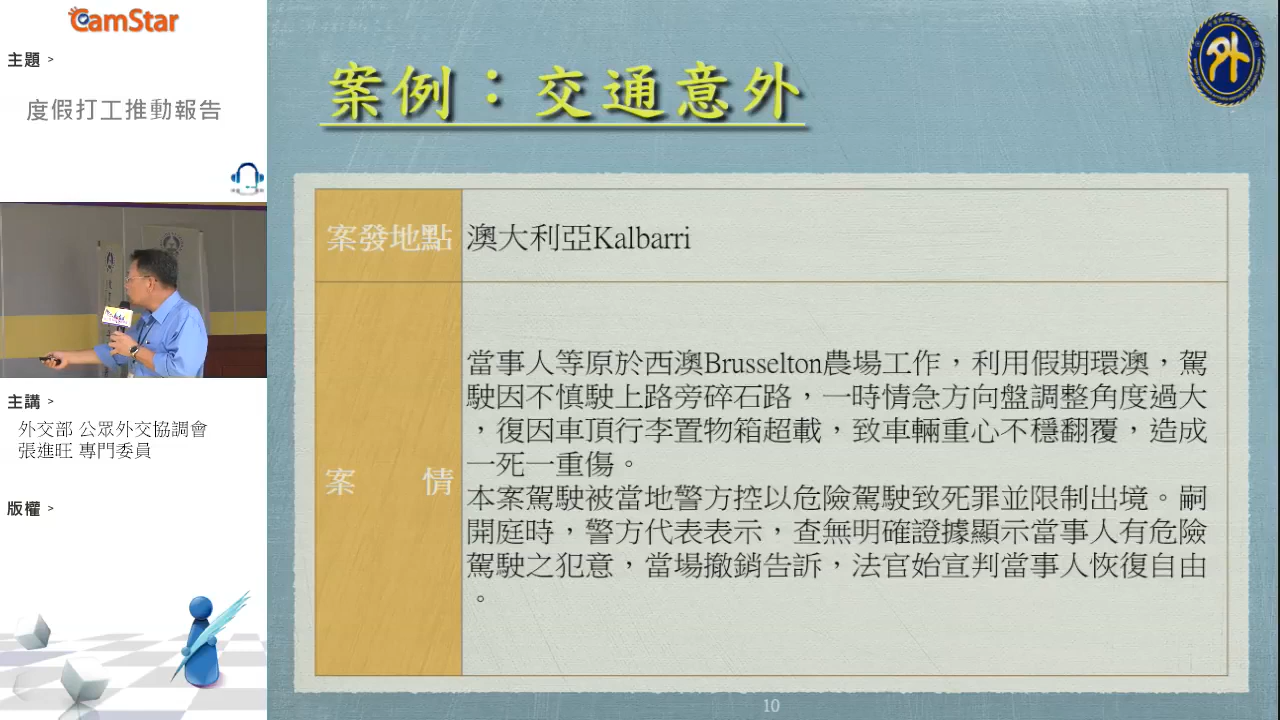 CamStar
主題 >
度假打工推動報告
主講 >
外交部 公眾外交協調會
張進旺 專門委員
版權 >
案例：交通意外
案發地點
澳大利亞Kalbarri
案 情
當事人等原於西澳Brusselton農場工作，利用假期環澳，駕
駛因不慎駛上路旁碎石路，一時情急方向盤調整角度過大
，復因車頂行李置物箱超載，致車輛重心不穩翻覆，造成
一死一重傷。
本案駕駛被當地警方控以危險駕駛致死罪並限制出境。嗣
開庭時，警方代表表示，查無明確證據顯示當事人有危險
駕駛之犯意，當場撤銷告訴，法官始宣判當事人恢復自由
。
外
10